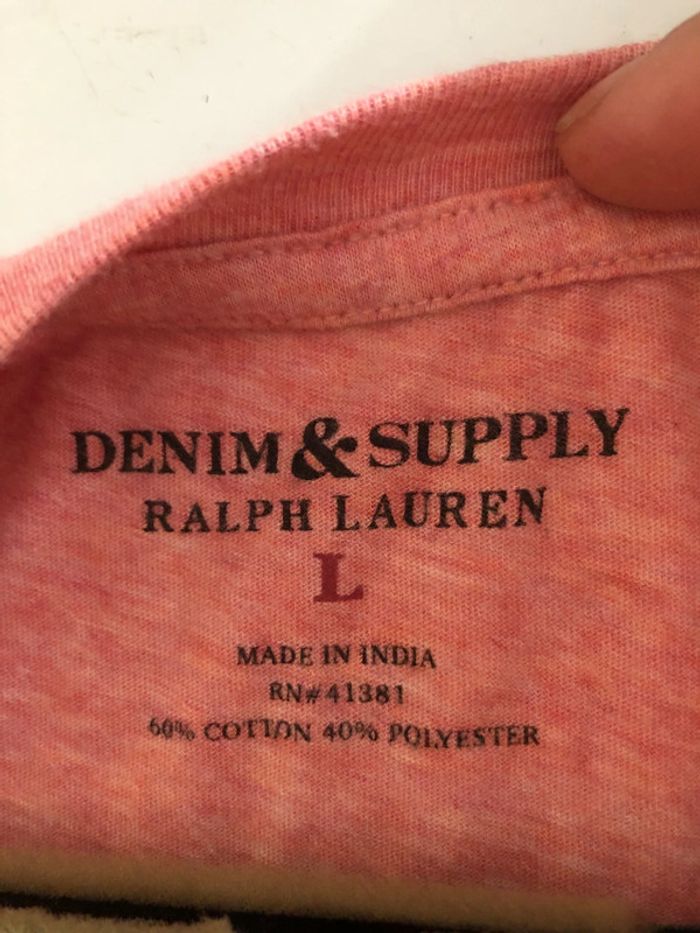 DENIM & SUPPLY
RALPH LAUREN
L
MADE IN INDIA
RN# 41381
60% COTTON 40% POLYESTER